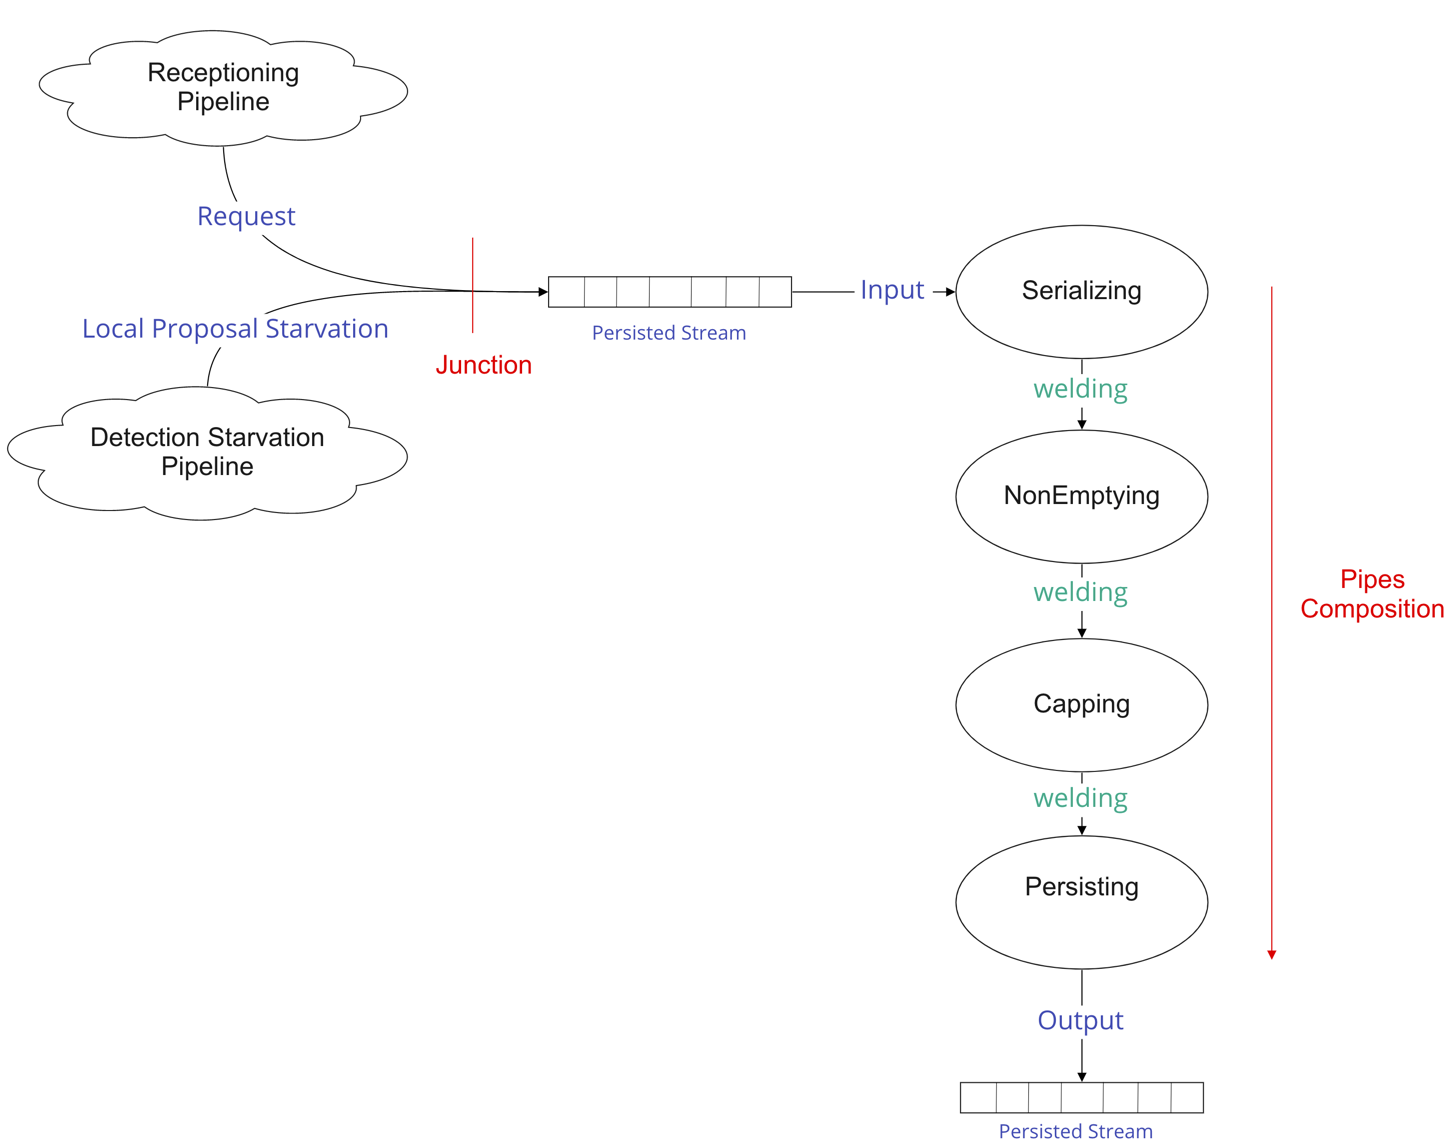 Receptioning
Pipeline
Request
Local Proposal Starvation
Junction
Detection Starvation
Pipeline
Persisted Stream
Input
Serializing
welding
NonEmptying
welding
Capping
welding
Persisting
Output
Persisted Stream
Pipes
Composition